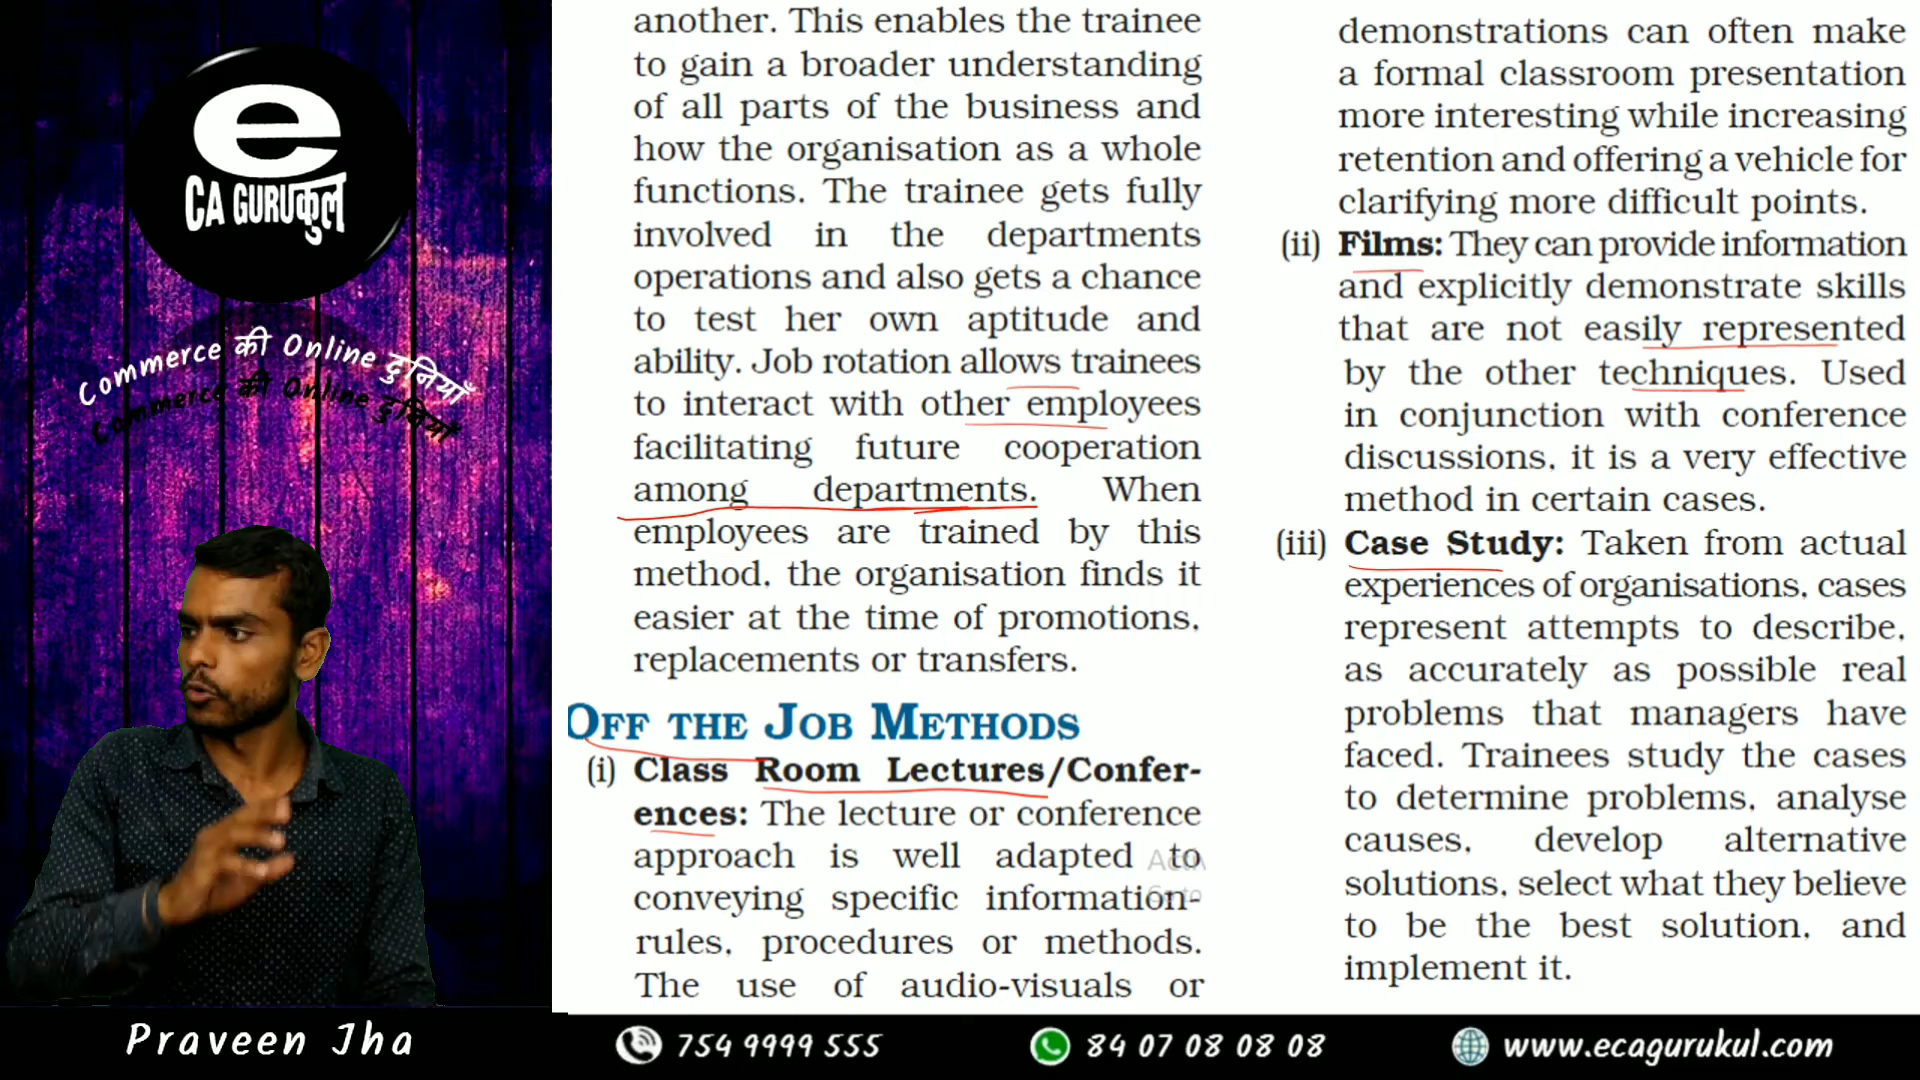 e
CA GURUकुल
Commerce की Online दुनियाँ
Commerce की Online दुनियाँ
another. This enables the trainee
to gain a broader understanding
of all parts of the business and
how the organisation as a whole
functions. The trainee gets fully
involved in the departments
operations and also gets a chance
to test her own aptitude and
ability. Job rotation allows trainees
to interact with other employees
facilitating future cooperation
among departments. When
employees are trained by this
method, the organisation finds it
easier at the time of promotions,
replacements or transfers.
OFF THE JOB METHODS
(i) Class Room Lectures/Confer-
ences: The lecture or conference
approach is well adapted to
conveying specific information-
rules, procedures or methods.
The use of audio-visuals or
demonstrations can often make
a formal classroom presentation
more interesting while increasing
retention and offering a vehicle for
clarifying more difficult points.
(ii) Films: They can provide information
and explicitly demonstrate skills
that are not easily represented
by the other techniques. Used
in conjunction with conference
discussions, it is a very effective
method in certain cases.
(iii) Case Study: Taken from actual
experiences of organisations, cases
represent attempts to describe,
as accurately as possible real
problems that managers have
faced. Trainees study the cases
to determine problems, analyse
causes, develop alternative
solutions, select what they believe
to be the best solution, and
implement it.
Praveen Jha
754 9999 555
84 07 08 08 08
www.ecagurukul.com